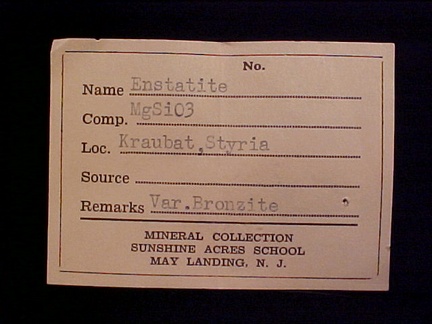 No.
Name Enstatite
Comp. MgSiO3
Loc. Kraubat,Styria
Source
Remarks Var.Bronzite
MINERAL COLLECTION
SUNSHINE ACRES SCHOOL
MAY LANDING, N. J.